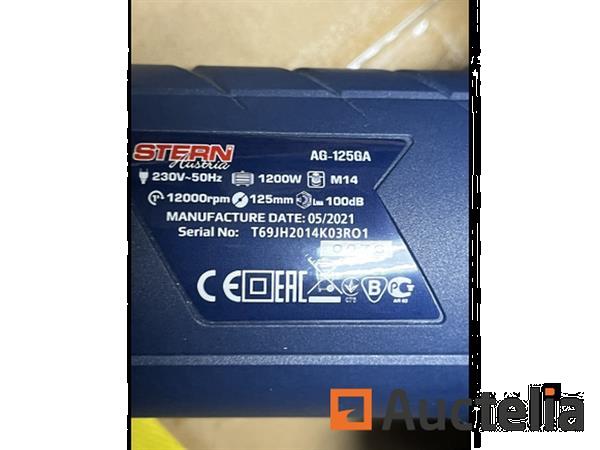 STERN
Austria
AG-125GA
230V~50Hz 1200W M14
12000rpm 125mm LWA 100dB
MANUFACTURE DATE: 05/2021
Serial No: T69JH2014K03RO1
CE EAC
B
Auctelia